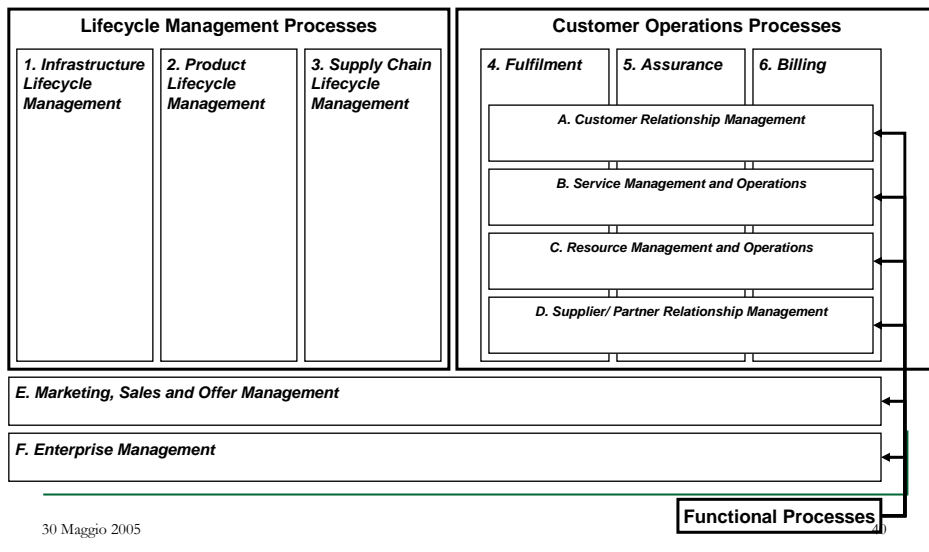 Lifecycle Management Processes
Customer Operations Processes
1. Infrastructure
Lifecycle
Management
2. Product
Lifecycle
Management
3. Supply Chain
Lifecycle
Management
4. Fulfilment
5. Assurance
6. Billing
A. Customer Relationship Management
B. Service Management and Operations
C. Resource Management and Operations
D. Supplier/ Partner Relationship Management
E. Marketing, Sales and Offer Management
F. Enterprise Management
Functional Processes
30 Maggio 2005
40